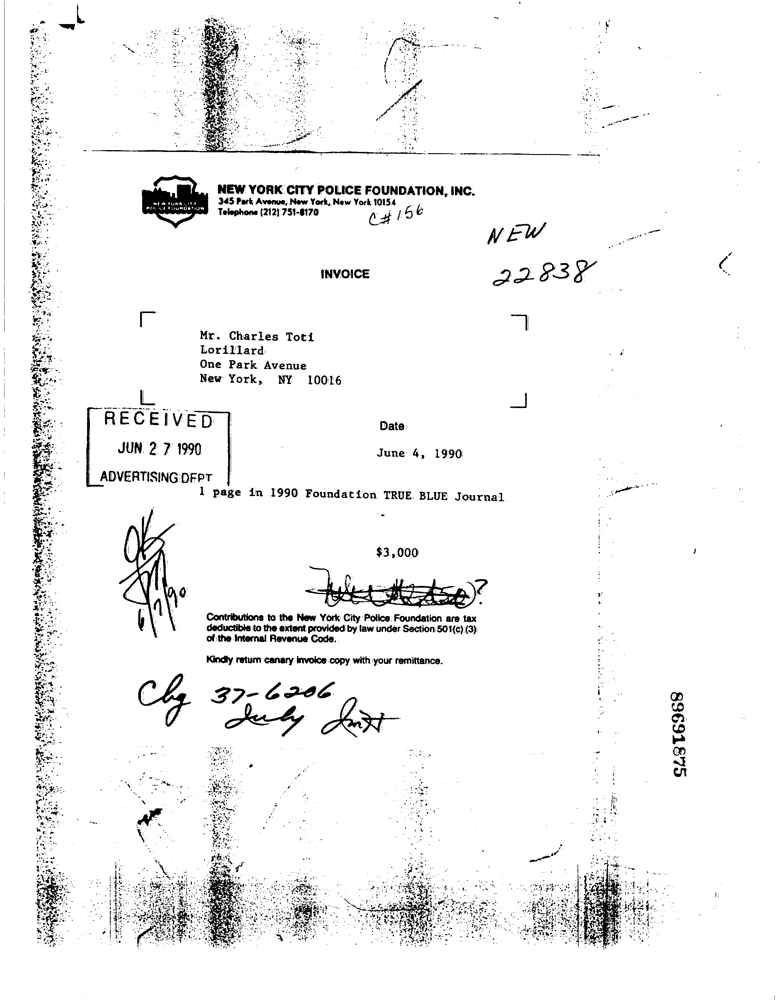 NEW YORK CITY
POLICE FOUNDATION
NEW YORK CITY POLICE FOUNDATION, INC.
345 Park Avenue, New York, New York 10154
Telephone (212) 751-8170
C#156
NEW
22838
INVOICE
Mr. Charles Toti
Lorillard
One Park Avenue
New York, NY 10016
RECEIVED
JUN 27 1990
ADVERTISING DEPT
Date
June 4, 1990
1 page in 1990 Foundation TRUE BLUE Journal
$3,000
OK
6/7/90
?
Contributions to the New York City Police Foundation are tax
deductible to the extent provided by law under Section 501(c) (3)
of the Internal Revenue Code.
Kindly return canary invoice copy with your remittance.
Chg 37-6206
July
89691875